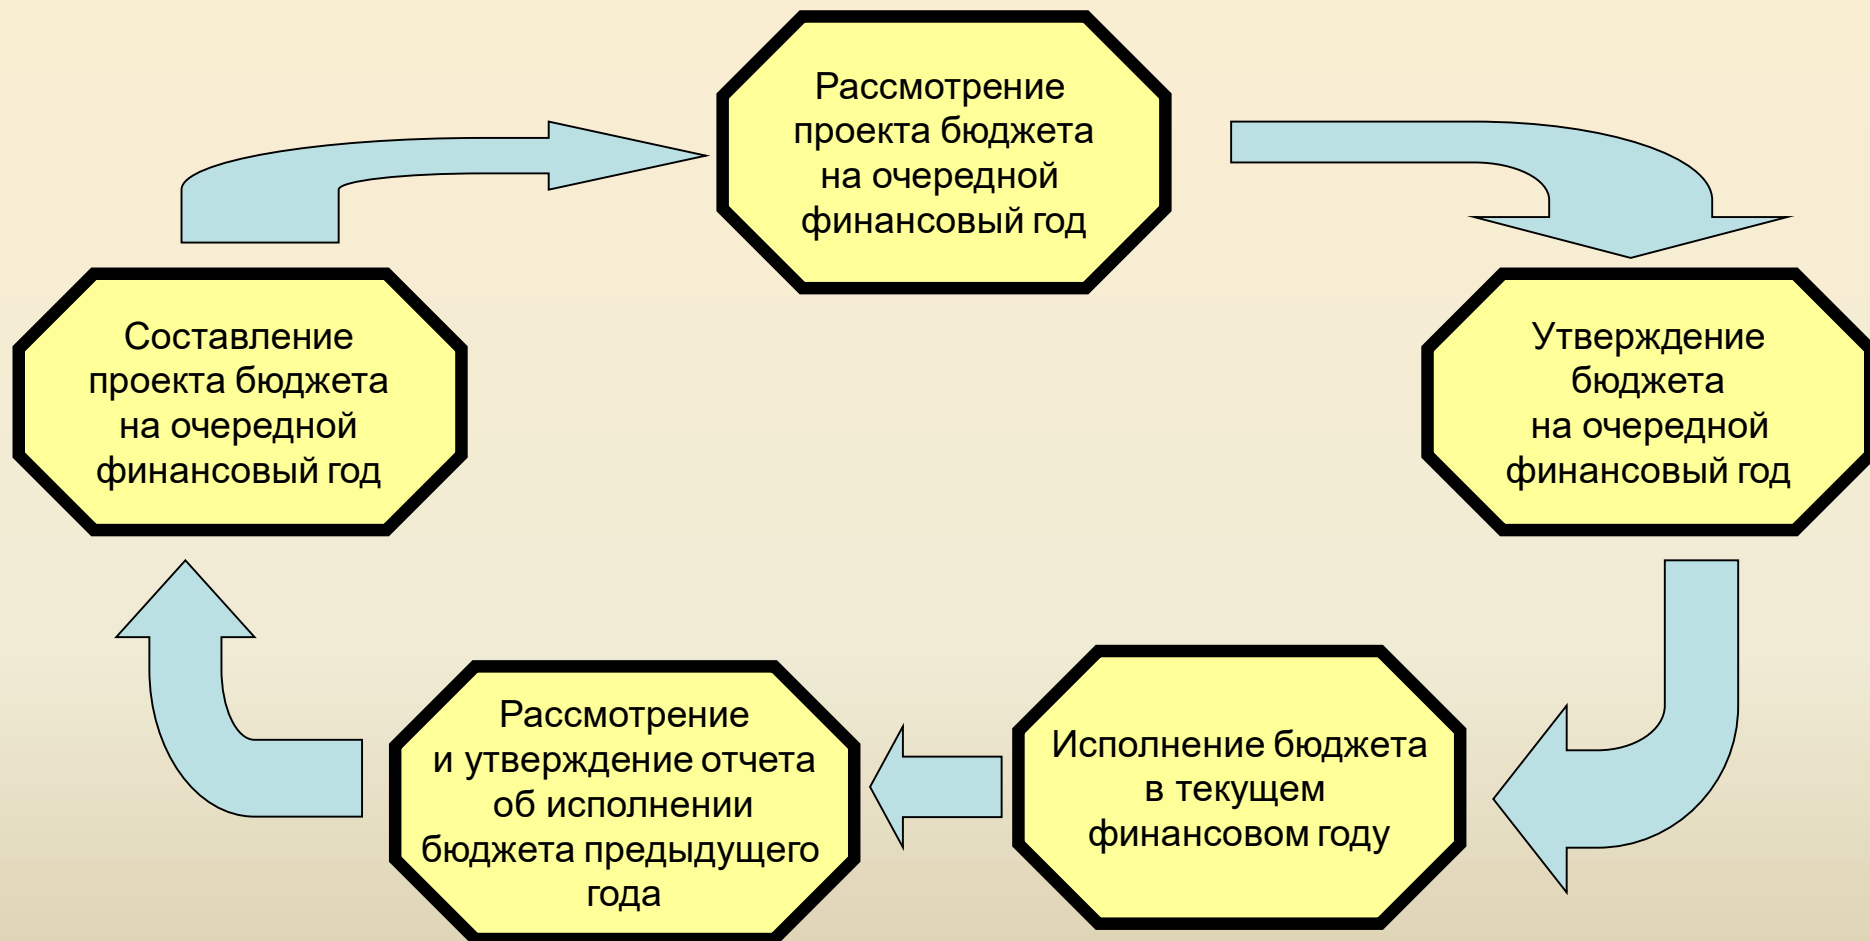 Рассмотрение
проекта бюджета
на очередной
финансовый год
Составление
проекта бюджета
на очередной
финансовый год
Утверждение
бюджета
на очередной
финансовый год
Рассмотрение
и утверждение отчета
об исполнении
бюджета предыдущего
года
Исполнение бюджета
в текущем
финансовом году